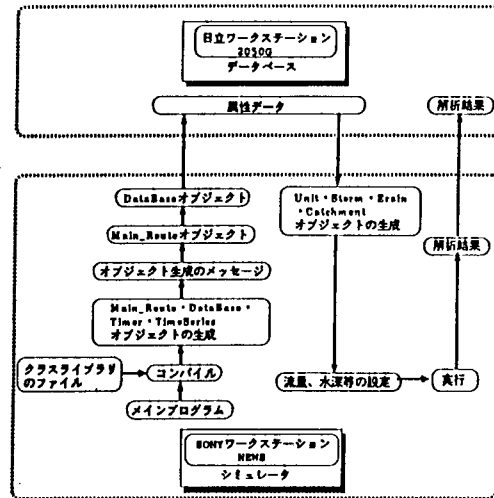 日立ワークステーション
2050G
データベース
属性データ
解析結果
DataBaseオブジェクト
Main_Routeオブジェクト
オブジェクト生成のメッセージ
Main_Route・DataBase・
Timer・TimeSeries
オブジェクトの生成
クラスライブラリ
のファイル
コンパイル
メインプログラム
Unit・Storm・Erain
・Catchment
オブジェクトの生成
解析結果
流量、水深等の設定
実行
SONYワークステーション
NEWS
シミュレータ